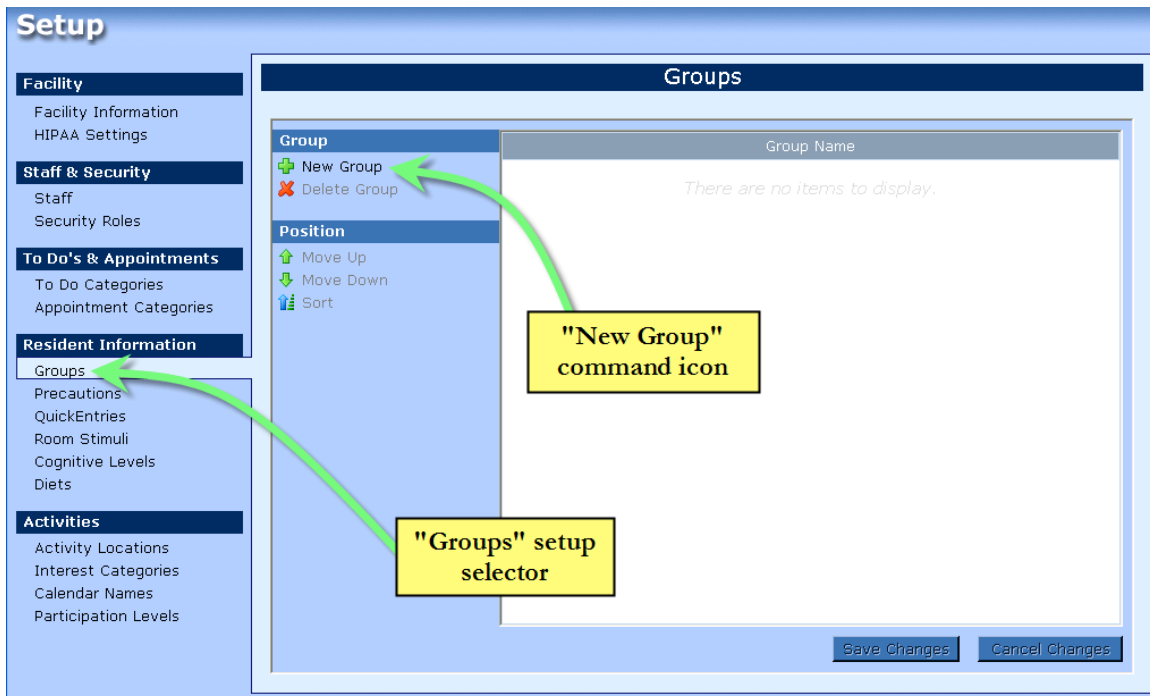 Setup
Facility
Facility Information
HIPAA Settings
Staff & Security
Staff
Security Roles
To Do's & Appointments
To Do Categories
Appointment Categories
Resident Information
Groups
Precautions
QuickEntries
Room Stimuli
Cognitive Levels
Diets
Activities
Activity Locations
Interest Categories
Calendar Names
Participation Levels
Groups
Group
New Group
Delete Group
Position
Move Up
Move Down
Sort
Group Name
There are no items to display.
"New Group"
command icon
"Groups" setup
selector
Save Changes
Cancel Changes